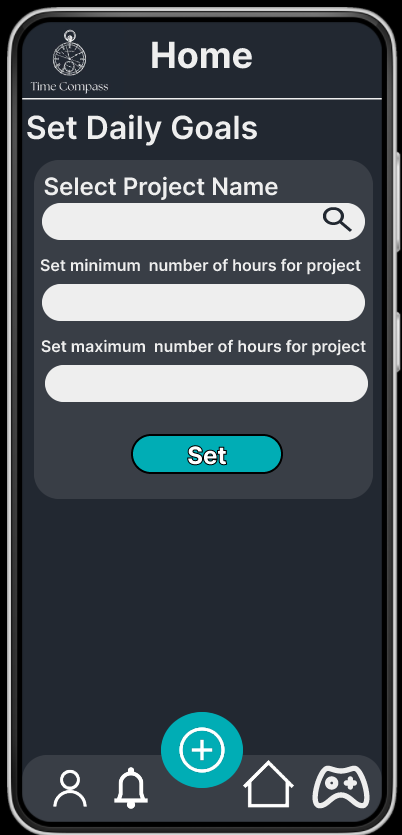 Home
Time Compass
Set Daily Goals
Select Project Name
Set minimum  number of hours for project
Set maximum  number of hours for project
Set